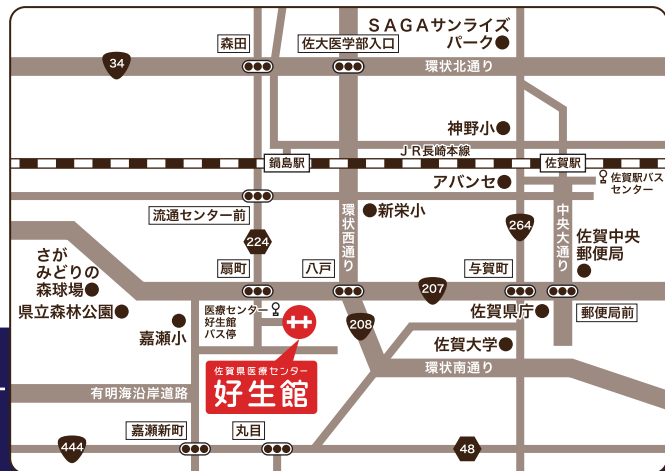 SAGAサンライズ
パーク
森田
佐大医学部入口
34
環状北通り
神野小
JR長崎本線
鍋島駅
佐賀駅
佐賀駅バス
センター
アバンセ
流通センター前
環状西通り
新栄小
264
中央大通り
佐賀中央
郵便局
224
さが
みどりの
森球場
扇町
八戸
与賀町
207
県立森林公園
医療センター
好生館
バス停
佐賀県庁
郵便局前
嘉瀬小
208
佐賀大学
佐賀県医療センター
好生館
環状南通り
有明海沿岸道路
嘉瀬新町
丸目
444
48